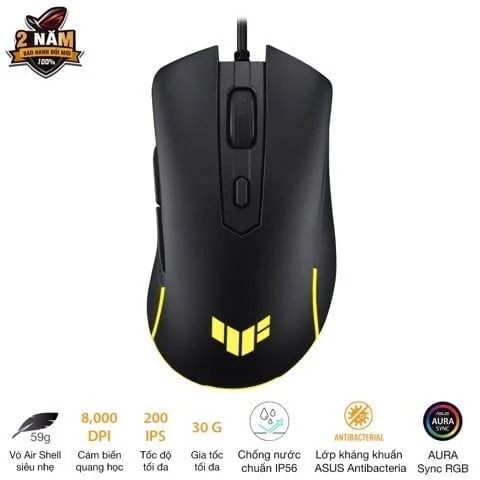 2 NĂM
BẢO HÀNH ĐỔI MỚI
100%
59g
Vỏ Air Shell
siêu nhẹ
8,000
DPI
Cảm biến
quang học
200
IPS
Tốc độ
tối đa
30 G
Gia tốc
tối đa
Chống nước
chuẩn IP56
ANTIBACTERIAL
Lớp kháng khuẩn
ASUS Antibacteria
ASUS
AURA
SYNC
AURA
Sync RGB